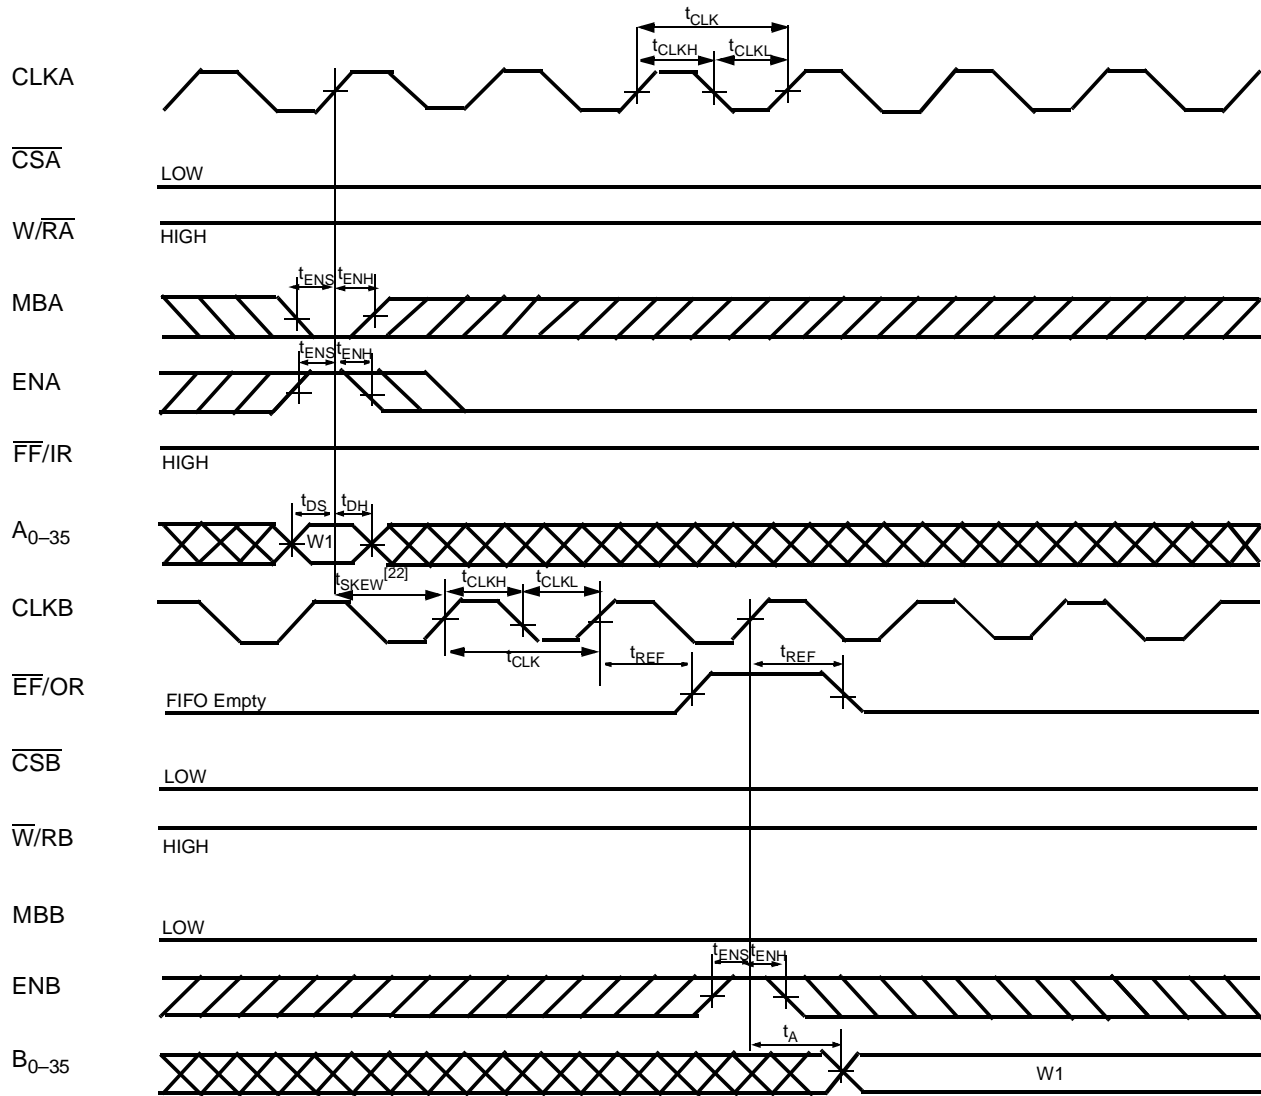 tCLK
tCLKH tCLKL
CLKA
CSA
LOW
W/RA
HIGH
tENS tENH
MBA
tENS tENH
ENA
FF/IR
HIGH
tDS tDH
A0–35
W1
tSKEW[22] tCLKH tCLKL
CLKB
tCLK tREF tREF
EF/OR
FIFO Empty
CSB
LOW
W/RB
HIGH
MBB
LOW
tENS tENH
ENB
tA
B0–35
W1